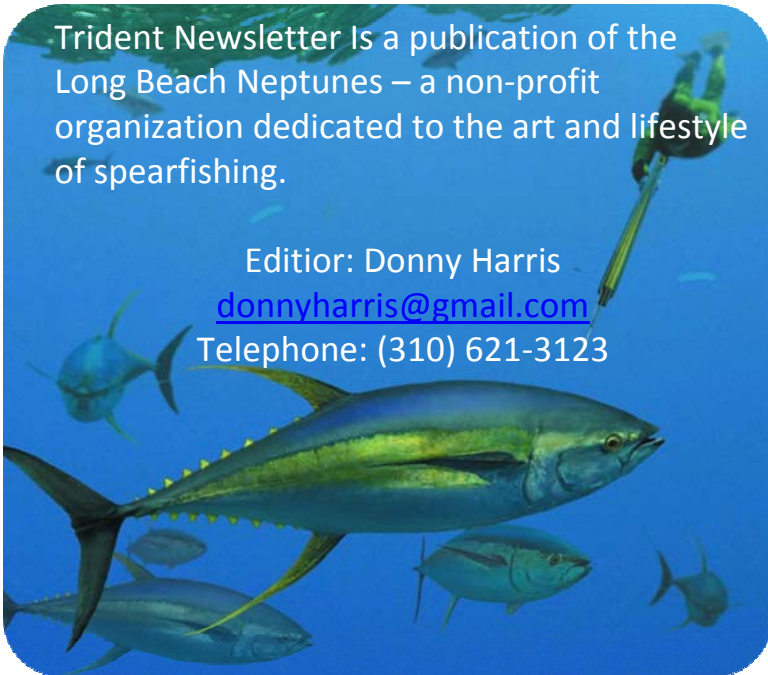 Trident Newsletter Is a publication of the
Long Beach Neptunes – a non-profit
organization dedicated to the art and lifestyle
of spearfishing.
Editior: Donny Harris
donnyharris@gmail.com
Telephone: (310) 621-3123